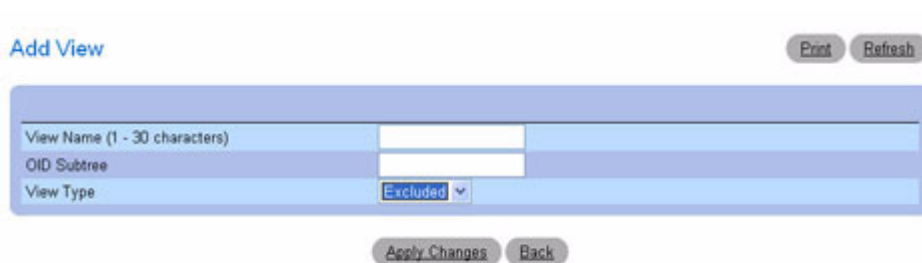 Add View
Print Refresh
View Name (1 - 30 characters)
OID Subtree
View Type Excluded
Apply Changes Back